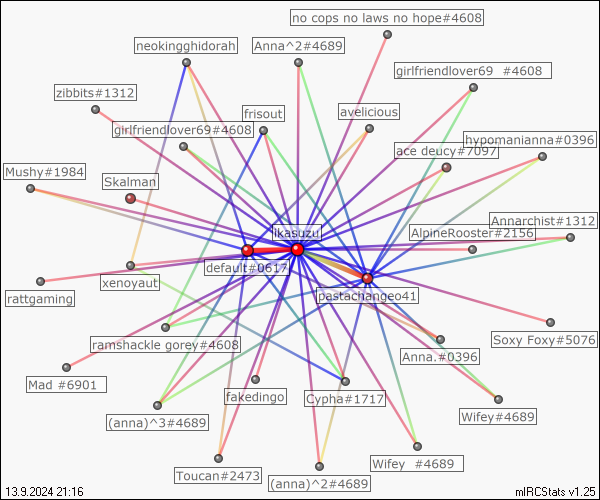 no cops no laws no hope#4608
neokingghidorah
Anna^2#4689
girlfriendlover69  #4608
zibbits#1312
frisout
avelicious
girlfriendlover69#4608
hypomanianna#0396
ace deucy#7097
Mushy#1984
Skalman
Annarchist#1312
ikasuzu
AlpineRooster#2156
default#0617
xenoyaut
rattgaming
pastachangeo41
ramshackle gorey#4608
Soxy Foxy#5076
Anna.#0396
Mad #6901
fakedingo
Cypha#1717
(anna)^3#4689
Wifey#4689
Toucan#2473
Wifey  #4689
(anna)^2#4689
13.9.2024 21:16
mIRCStats v1.25